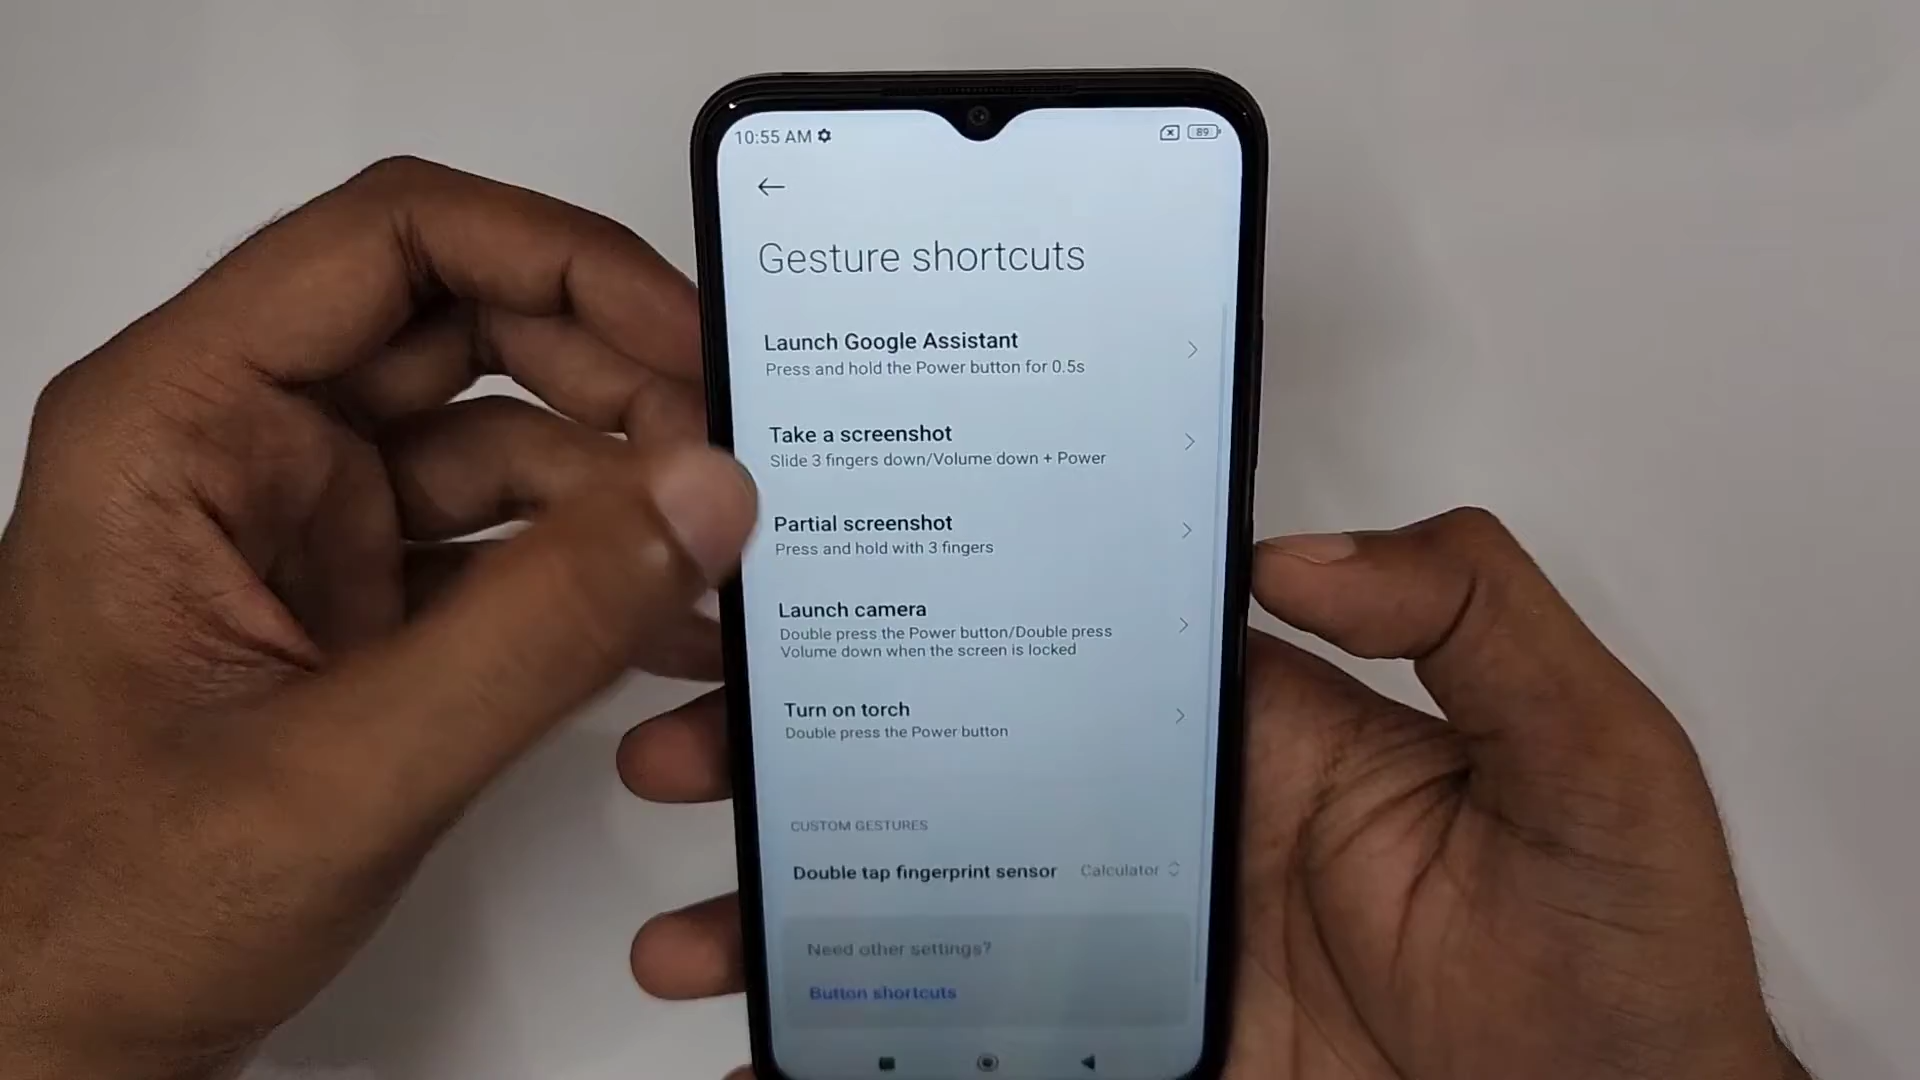 10:55 AM
89
Gesture shortcuts
Launch Google Assistant
Press and hold the Power button for 0.5s
Take a screenshot
Slide 3 fingers down/Volume down + Power
Partial screenshot
Press and hold with 3 fingers
Launch camera
Double press the Power button/Double press
Volume down when the screen is locked
Turn on torch
Double press the Power button
CUSTOM GESTURES
Double tap fingerprint sensor Calculator
Need other settings?
Button shortcuts